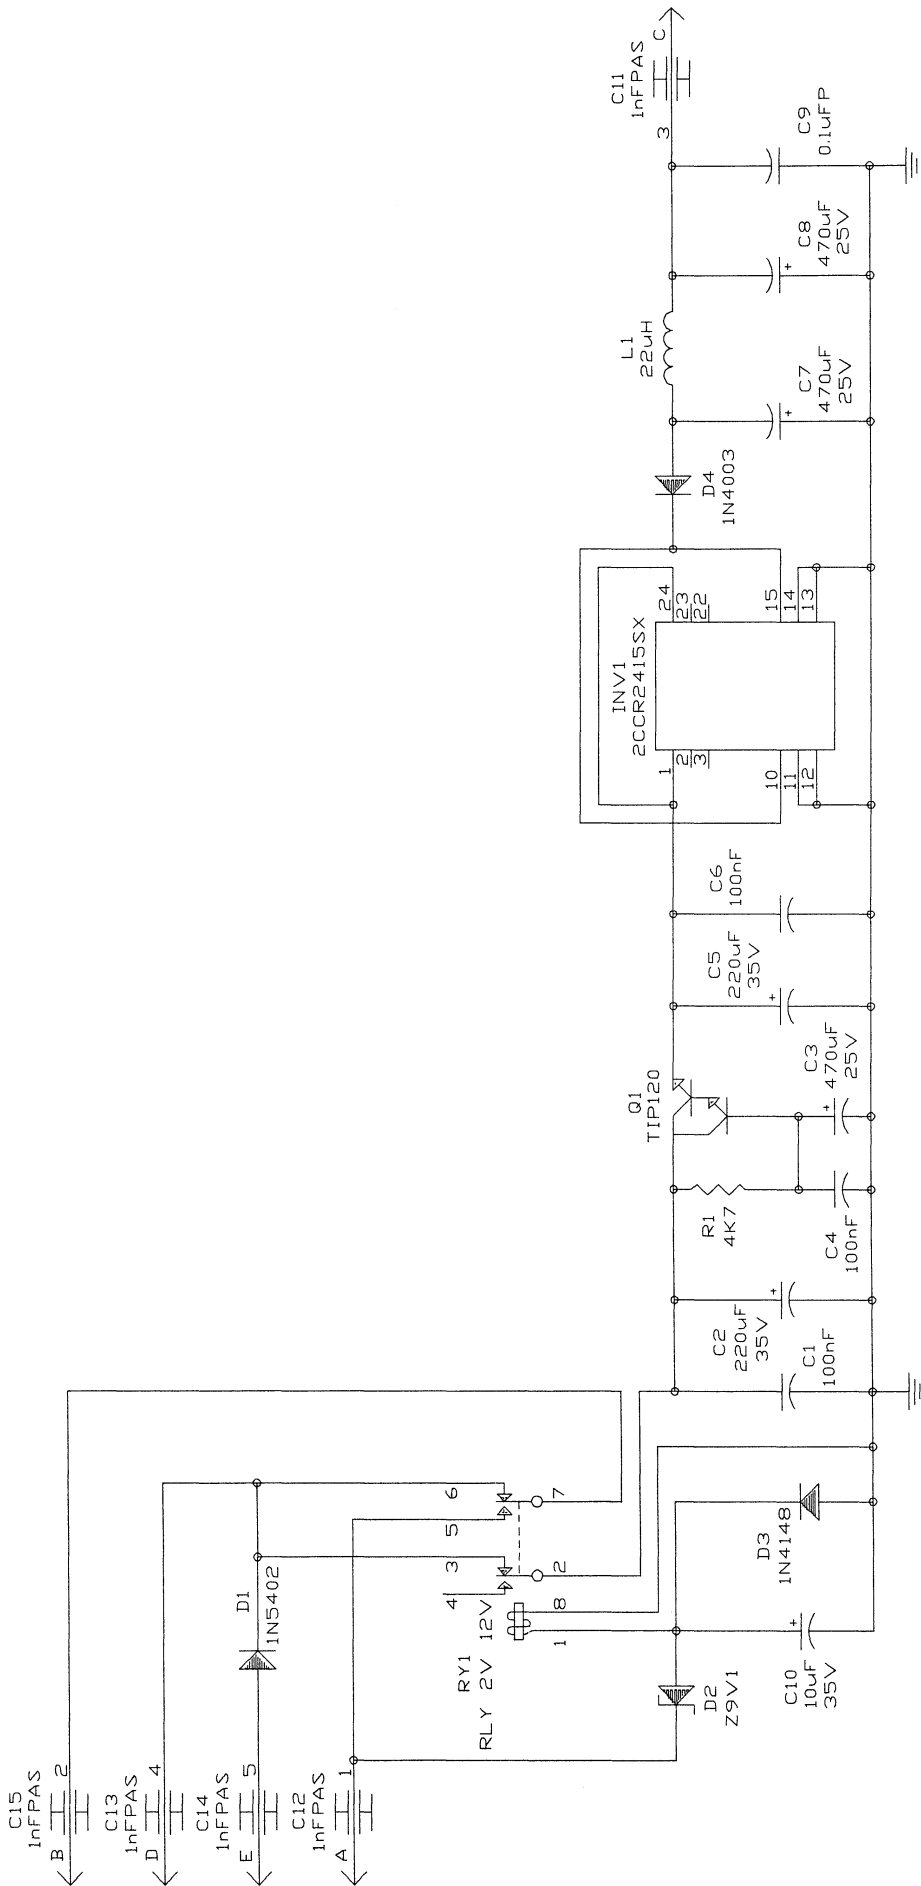 C15
1nFPAS
B
2
C13
1nFPAS
D
4
C14
1nFPAS
E
5
C12
1nFPAS
A
1
D1
1N5402
RY1
RLY 2V 12V
4
3
5
6
1
8
2
7
D2
Z9V1
C10
10uF
35V
+
D3
1N4148
C1
100nF
C2
220uF
35V
+
R1
4K7
C4
100nF
Q1
TIP120
C3
470uF
25V
+
C5
220uF
35V
+
C6
100nF
INV1
2CCR2415SX
1
2
3
10
11
12
24
23
22
15
14
13
D4
1N4003
L1
22uH
C7
470uF
25V
+
C8
470uF
25V
+
C9
0.1uFP
3
C11
1nFPAS
C